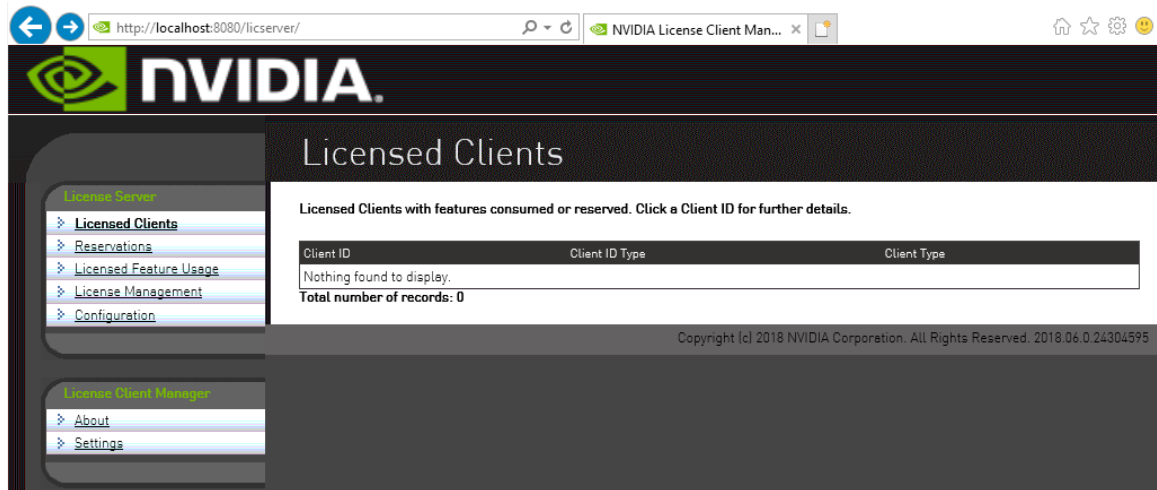 http://localhost:8080/licserver/
NVIDIA License Client Man...
NVIDIA.
Licensed Clients
License Server
Licensed Clients
Reservations
Licensed Feature Usage
License Management
Configuration
Licensed Clients with features consumed or reserved. Click a Client ID for further details.
Client ID Client ID Type Client Type
Nothing found to display.
Total number of records: 0
Copyright (c) 2018 NVIDIA Corporation. All Rights Reserved. 2018.06.0.24304595
License Client Manager
About
Settings